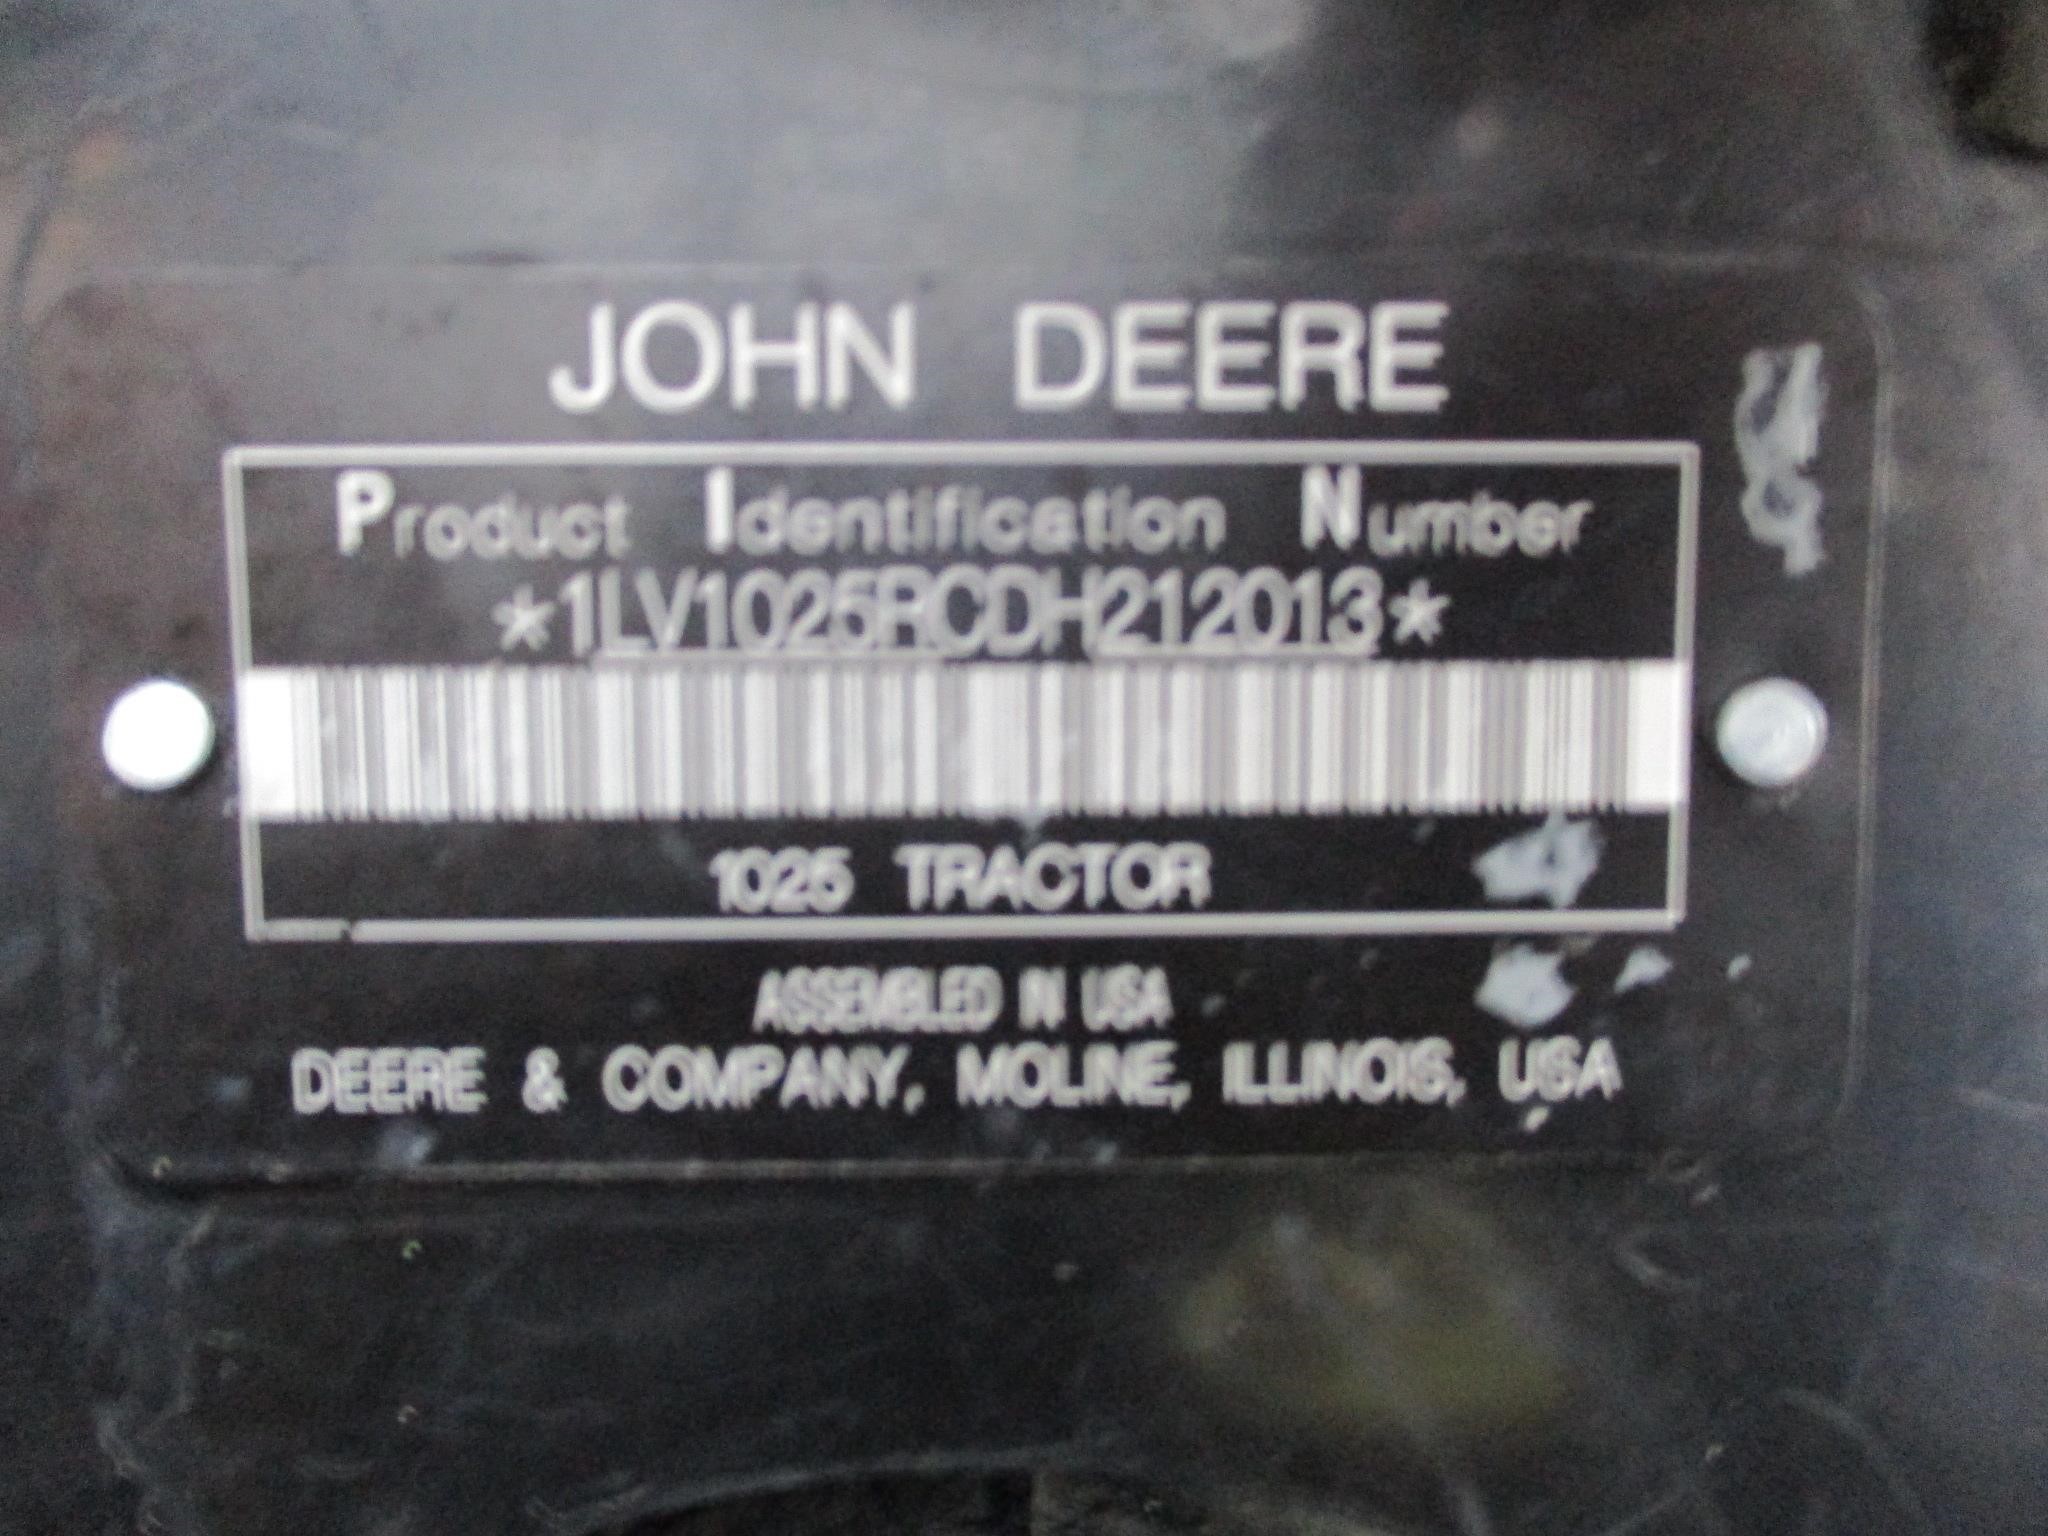 JOHN DEERE
Product Identification Number
*1LV1025RCDH212013*
1025 TRACTOR
ASSEMBLED IN USA
DEERE & COMPANY, MOLINE, ILLINOIS, USA